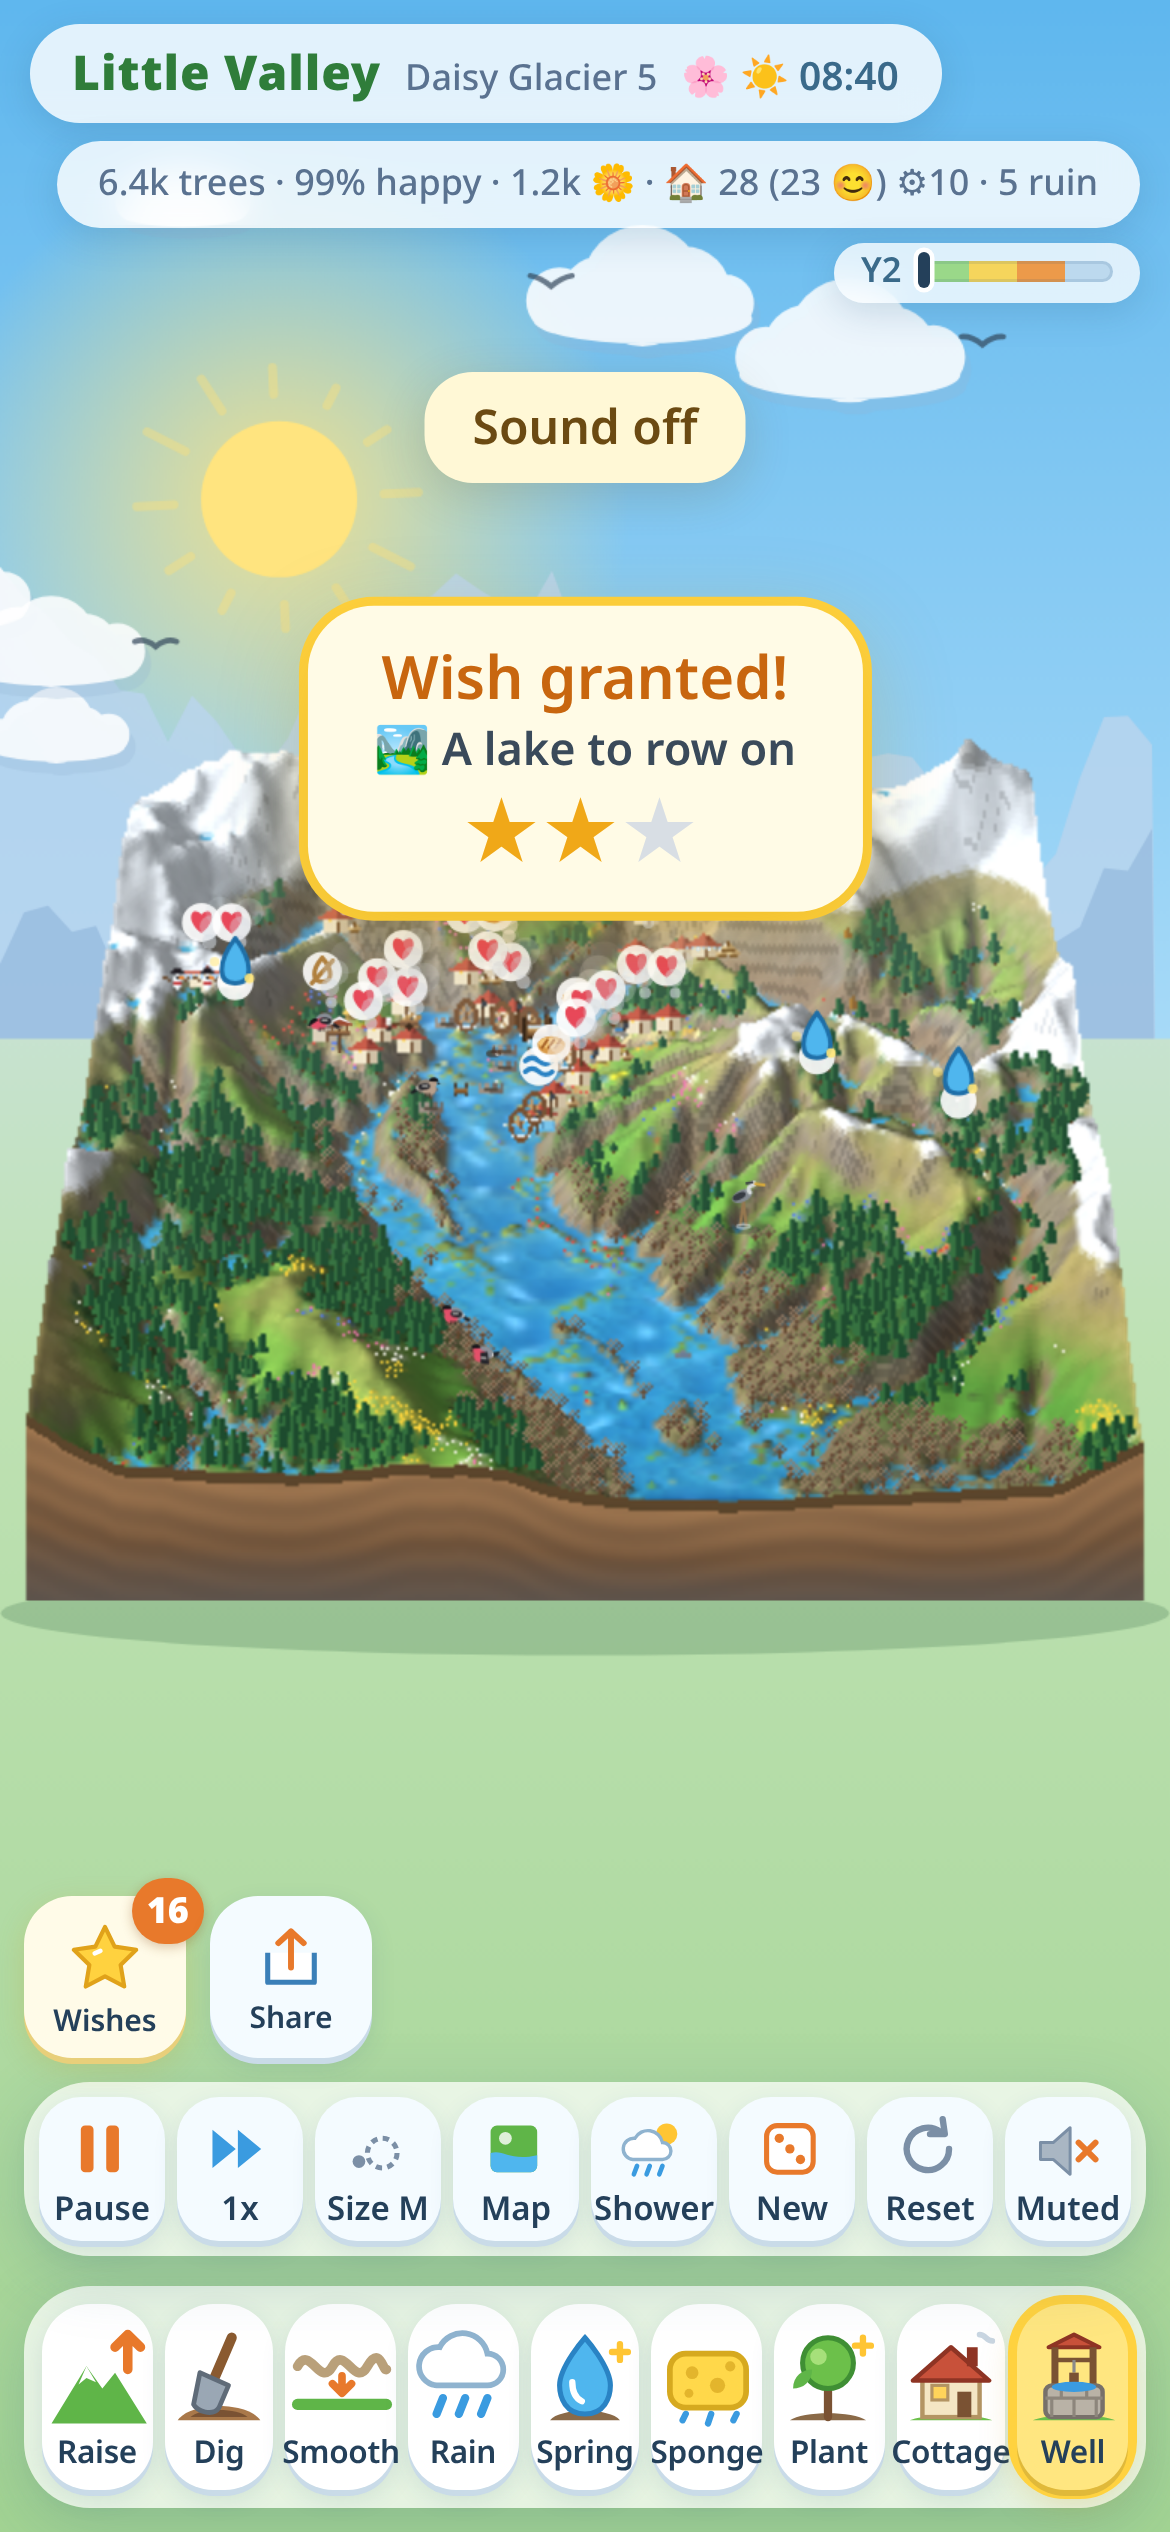 Little Valley Daisy Glacier 5 🌸 ☀️ 08:40
6.4k trees · 99% happy · 1.2k 🌼 · 🏠 28 (23 😊) ⚙10 · 5 ruin
Y2
Sound off
Wish granted!
🏞️ A lake to row on
★★★
16
Wishes
Share
Pause
1x
Size M
Map
Shower
New
Reset
Muted
Raise
Dig
Smooth
Rain
Spring
Sponge
Plant
Cottage
Well